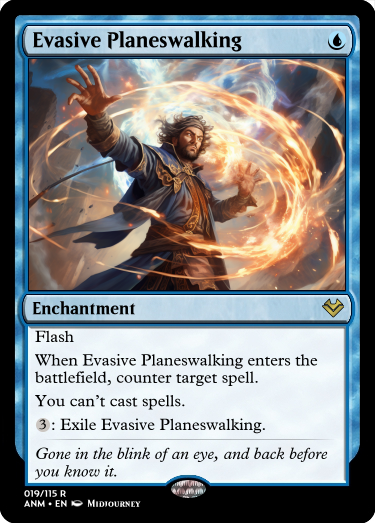 Evasive Planeswalking
Enchantment
Flash
When Evasive Planeswalking enters the
battlefield, counter target spell.
You can't cast spells.
3: Exile Evasive Planeswalking.
Gone in the blink of an eye, and back before
you know it.
019/115 R
ANM • EN Midjourney